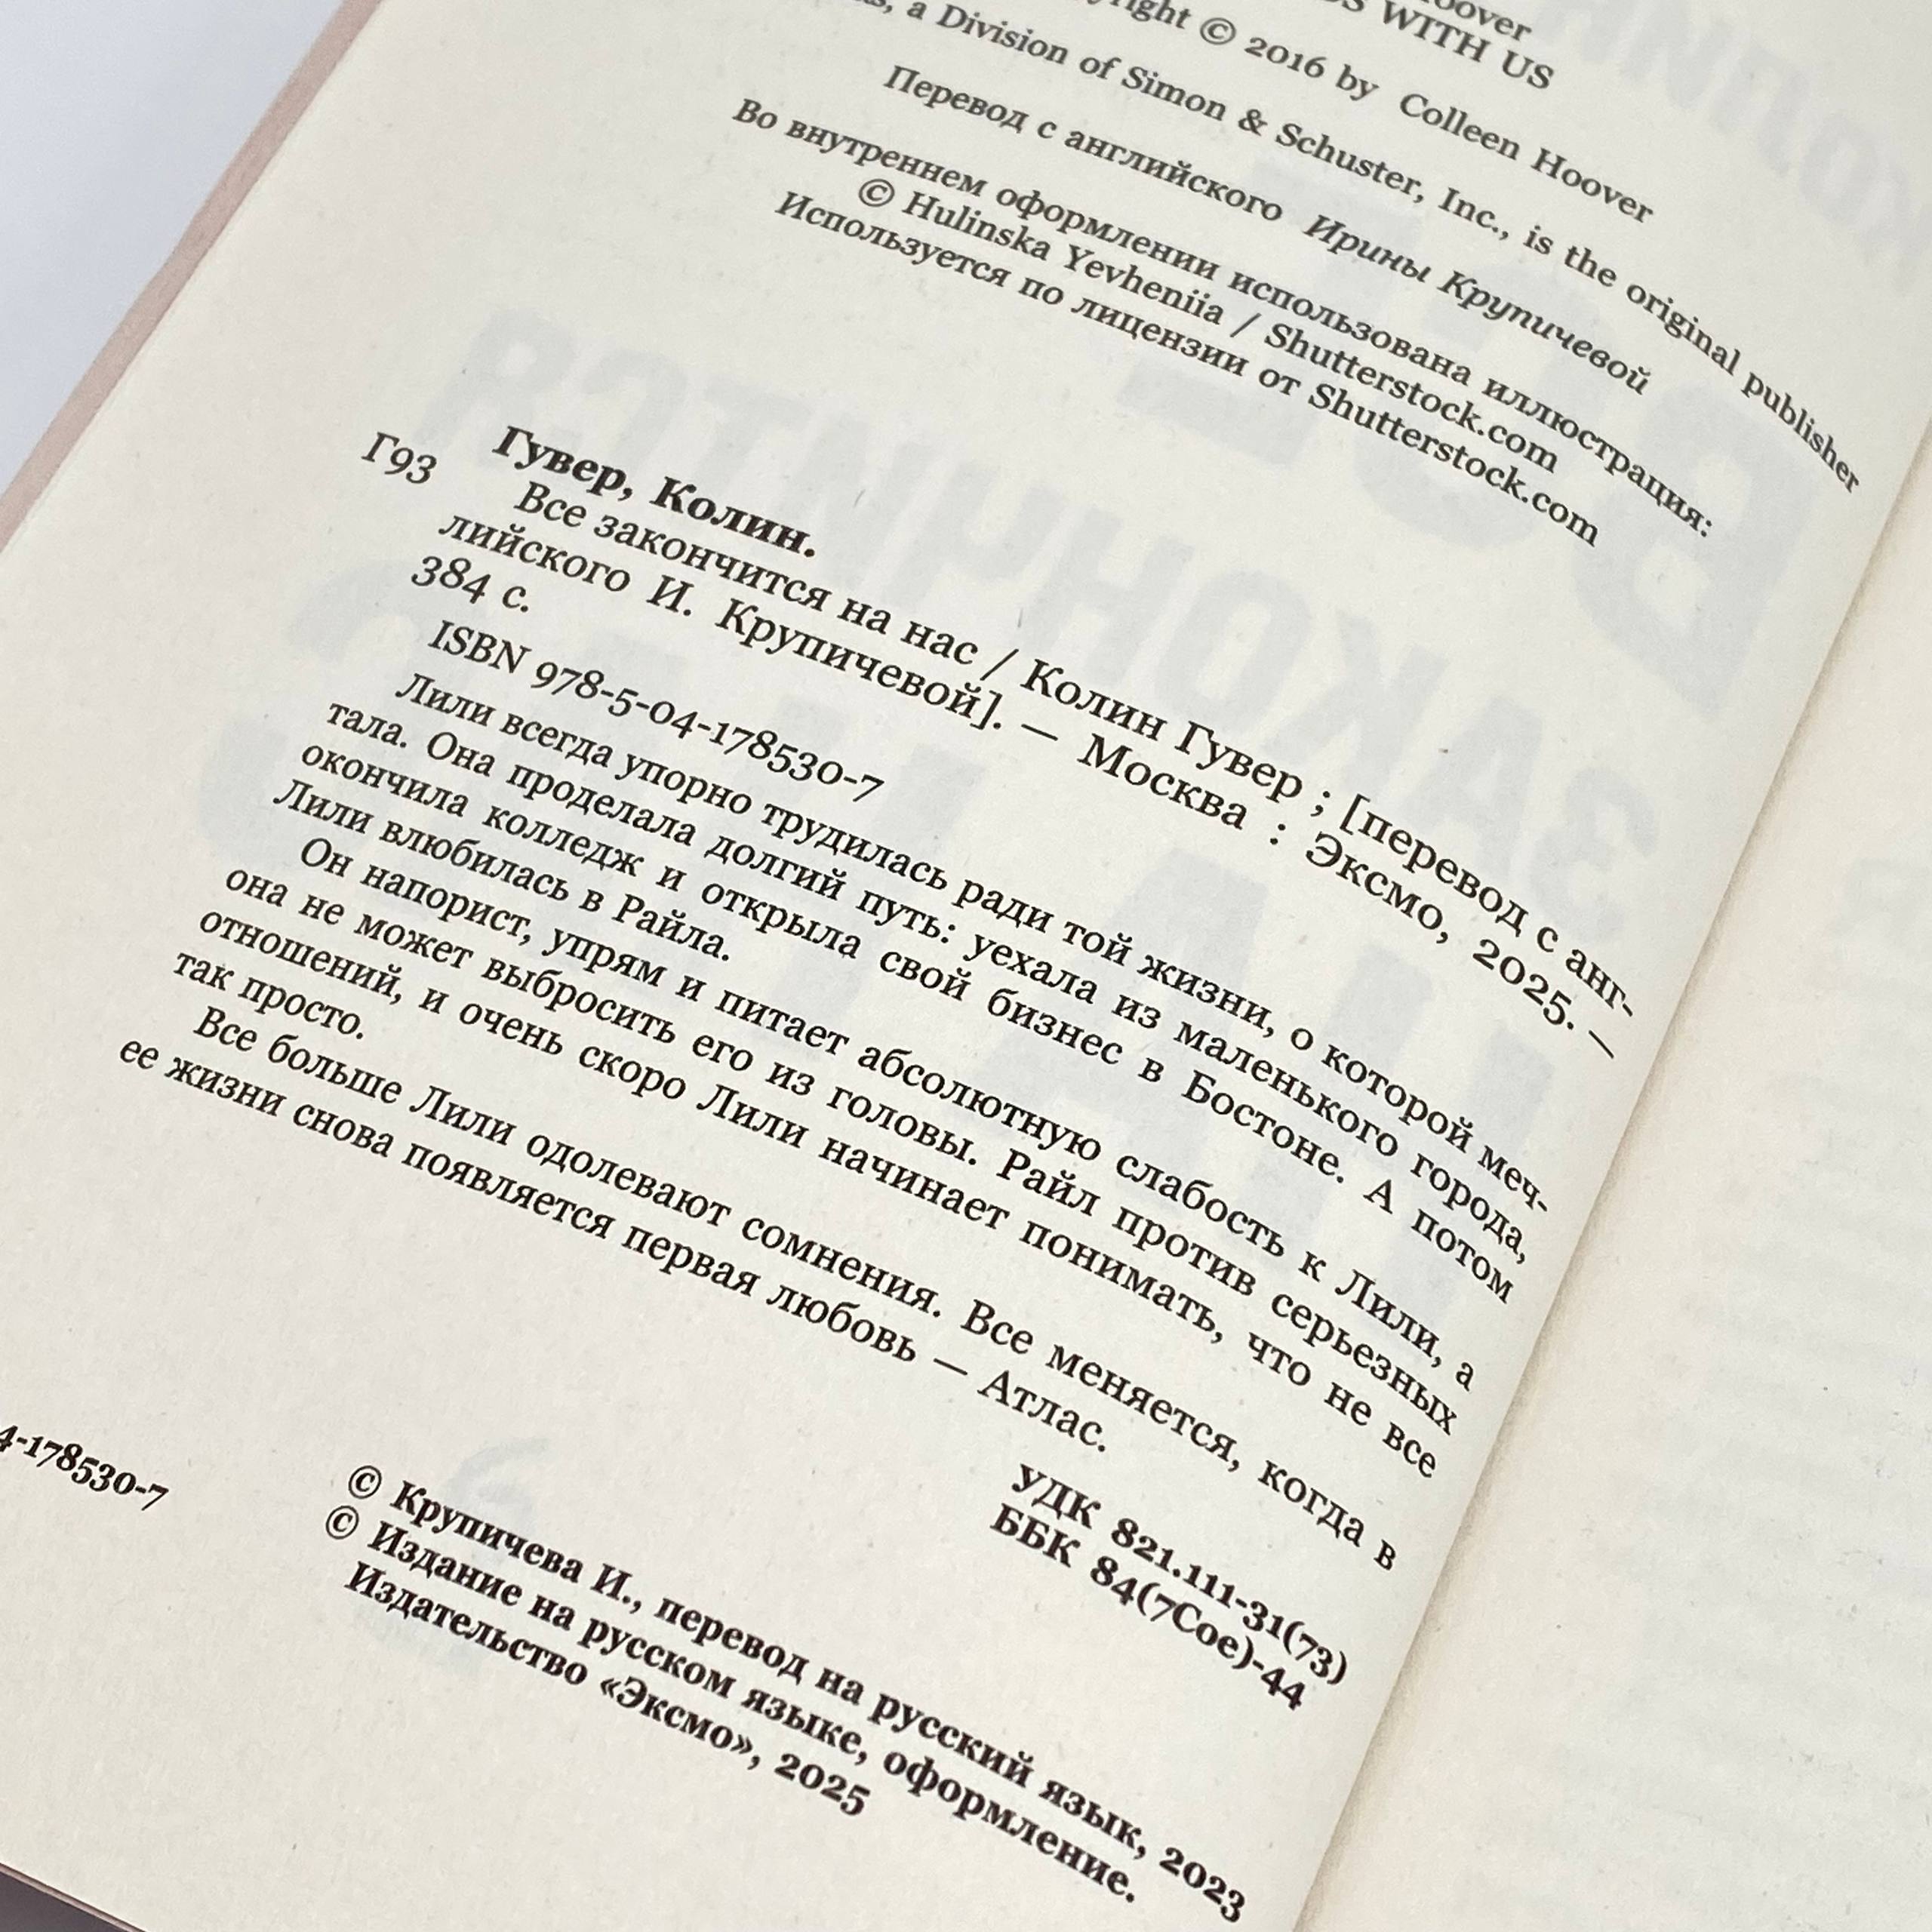 Hoover
WITH US
© 2016 by Colleen Hoover
a Division of Simon & Schuster, Inc., is the original publisher
Перевод с английского Ирины Крупичевой
Во внутреннем оформлении использована иллюстрация:
© Hulinska Yevheniia / Shutterstock.com
Используется по лицензии от Shutterstock.com
Гувер, Колин.
Г93 Все закончится на нас / Колин Гувер ; [перевод с анг-
лийского И. Крупичевой]. — Москва : Эксмо, 2025. —
384 с.
ISBN 978-5-04-178530-7
Лили всегда упорно трудилась ради той жизни, о которой меч-
тала. Она проделала долгий путь: уехала из маленького города,
окончила колледж и открыла свой бизнес в Бостоне. А потом
Лили влюбилась в Райла.
Он напорист, упрям и питает абсолютную слабость к Лили, а
она не может выбросить его из головы. Райл против серьезных
отношений, и очень скоро Лили начинает понимать, что не все
так просто.
Все больше Лили одолевают сомнения. Все меняется, когда в
ее жизни снова появляется первая любовь — Атлас.
УДК 821.111-31(73)
ББК 84(7Сое)-44
4-178530-7
© Крупичева И., перевод на русский язык, 2023
© Издание на русском языке, оформление.
Издательство «Эксмо», 2025